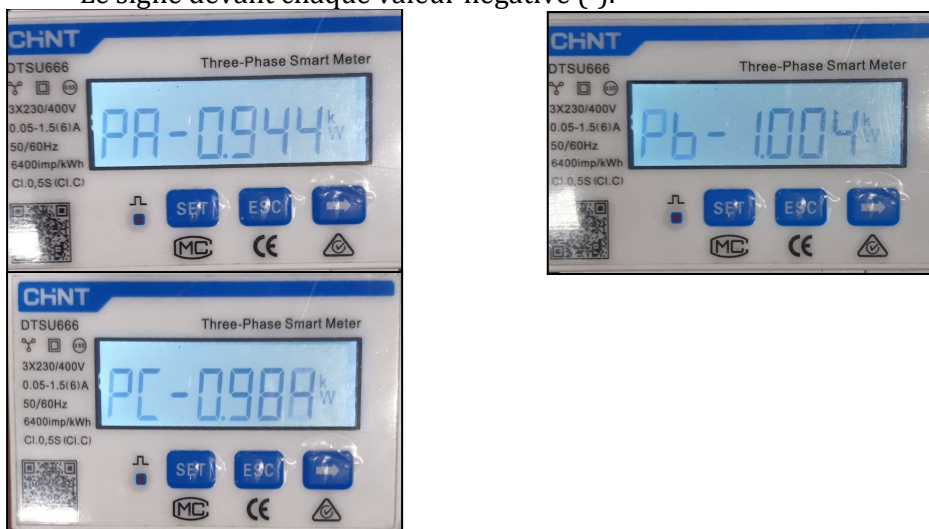 Le signe devant chaque valeur négative (-).
CHiNT
DTSU666
Three-Phase Smart Meter
3X230/400V
0.05-1.5(6)A
50/60Hz
6400imp/kWh
Cl.0,5S (Cl.C)
PA-0.944 kW
SET
ESC
MC
CE
CHiNT
DTSU666
Three-Phase Smart Meter
3X230/400V
0.05-1.5(6)A
50/60Hz
6400imp/kWh
Cl.0,5S (Cl.C)
Pb-1.004 kW
SET
ESC
MC
CE
CHiNT
DTSU666
Three-Phase Smart Meter
3X230/400V
0.05-1.5(6)A
50/60Hz
6400imp/kWh
Cl.0,5S (Cl.C)
PC-0.988 kW
SET
ESC
MC
CE